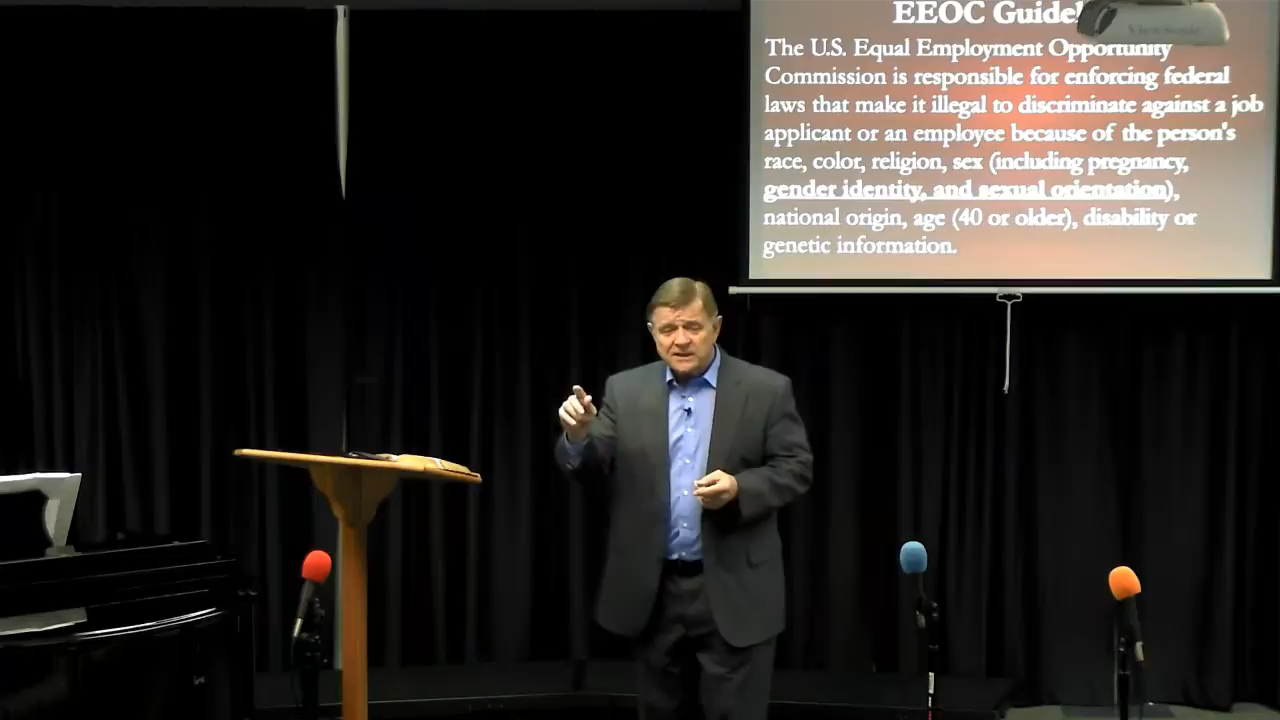 EEOC Guide
ViewSonic
The U.S. Equal Employment Opportunity
Commission is responsible for enforcing federal
laws that make it illegal to discriminate against a job
applicant or an employee because of the person's
race, color, religion, sex (including pregnancy,
gender identity, and sexual orientation),
national origin, age (40 or older), disability or
genetic information.